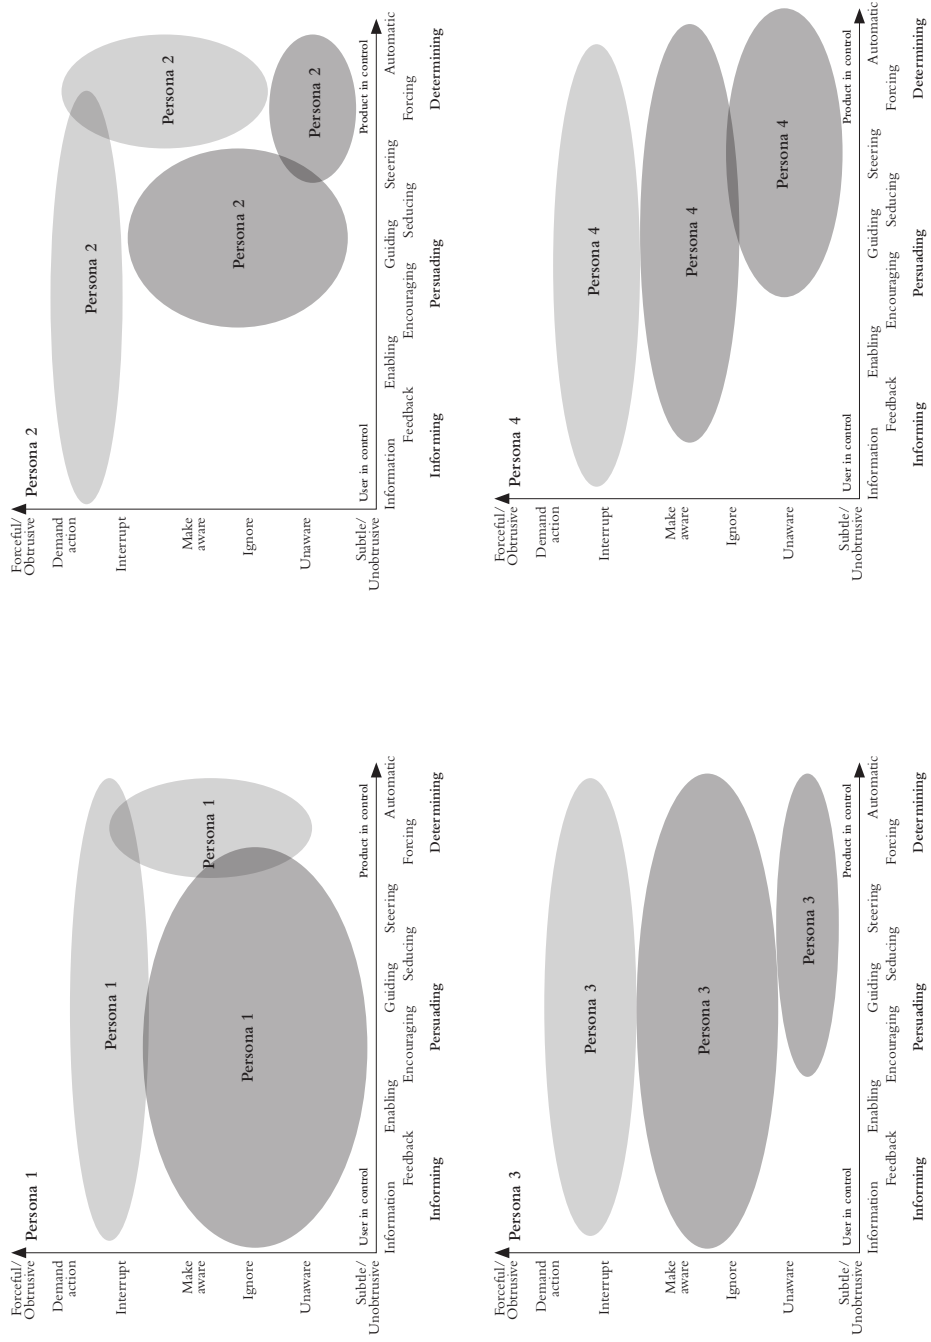 Forceful/
Obtrusive
Persona 1
Demand
action
Interrupt
Make
aware
Ignore
Unaware
Subtle/
Unobtrusive
Persona 1
Persona 1
Persona 1
User in control
Product in control
Information
Feedback
Enabling
Encouraging
Guiding
Seducing
Steering
Forcing
Automatic
Informing
Persuading
Determining
Forceful/
Obtrusive
Persona 2
Demand
action
Interrupt
Make
aware
Ignore
Unaware
Subtle/
Unobtrusive
Persona 2
Persona 2
Persona 2
Persona 2
User in control
Product in control
Information
Feedback
Enabling
Encouraging
Guiding
Seducing
Steering
Forcing
Automatic
Informing
Persuading
Determining
Forceful/
Obtrusive
Persona 3
Demand
action
Interrupt
Make
aware
Ignore
Unaware
Subtle/
Unobtrusive
Persona 3
Persona 3
Persona 3
User in control
Product in control
Information
Feedback
Enabling
Encouraging
Guiding
Seducing
Steering
Forcing
Automatic
Informing
Persuading
Determining
Forceful/
Obtrusive
Persona 4
Demand
action
Interrupt
Make
aware
Ignore
Unaware
Subtle/
Unobtrusive
Persona 4
Persona 4
Persona 4
User in control
Product in control
Information
Feedback
Enabling
Encouraging
Guiding
Seducing
Steering
Forcing
Automatic
Informing
Persuading
Determining